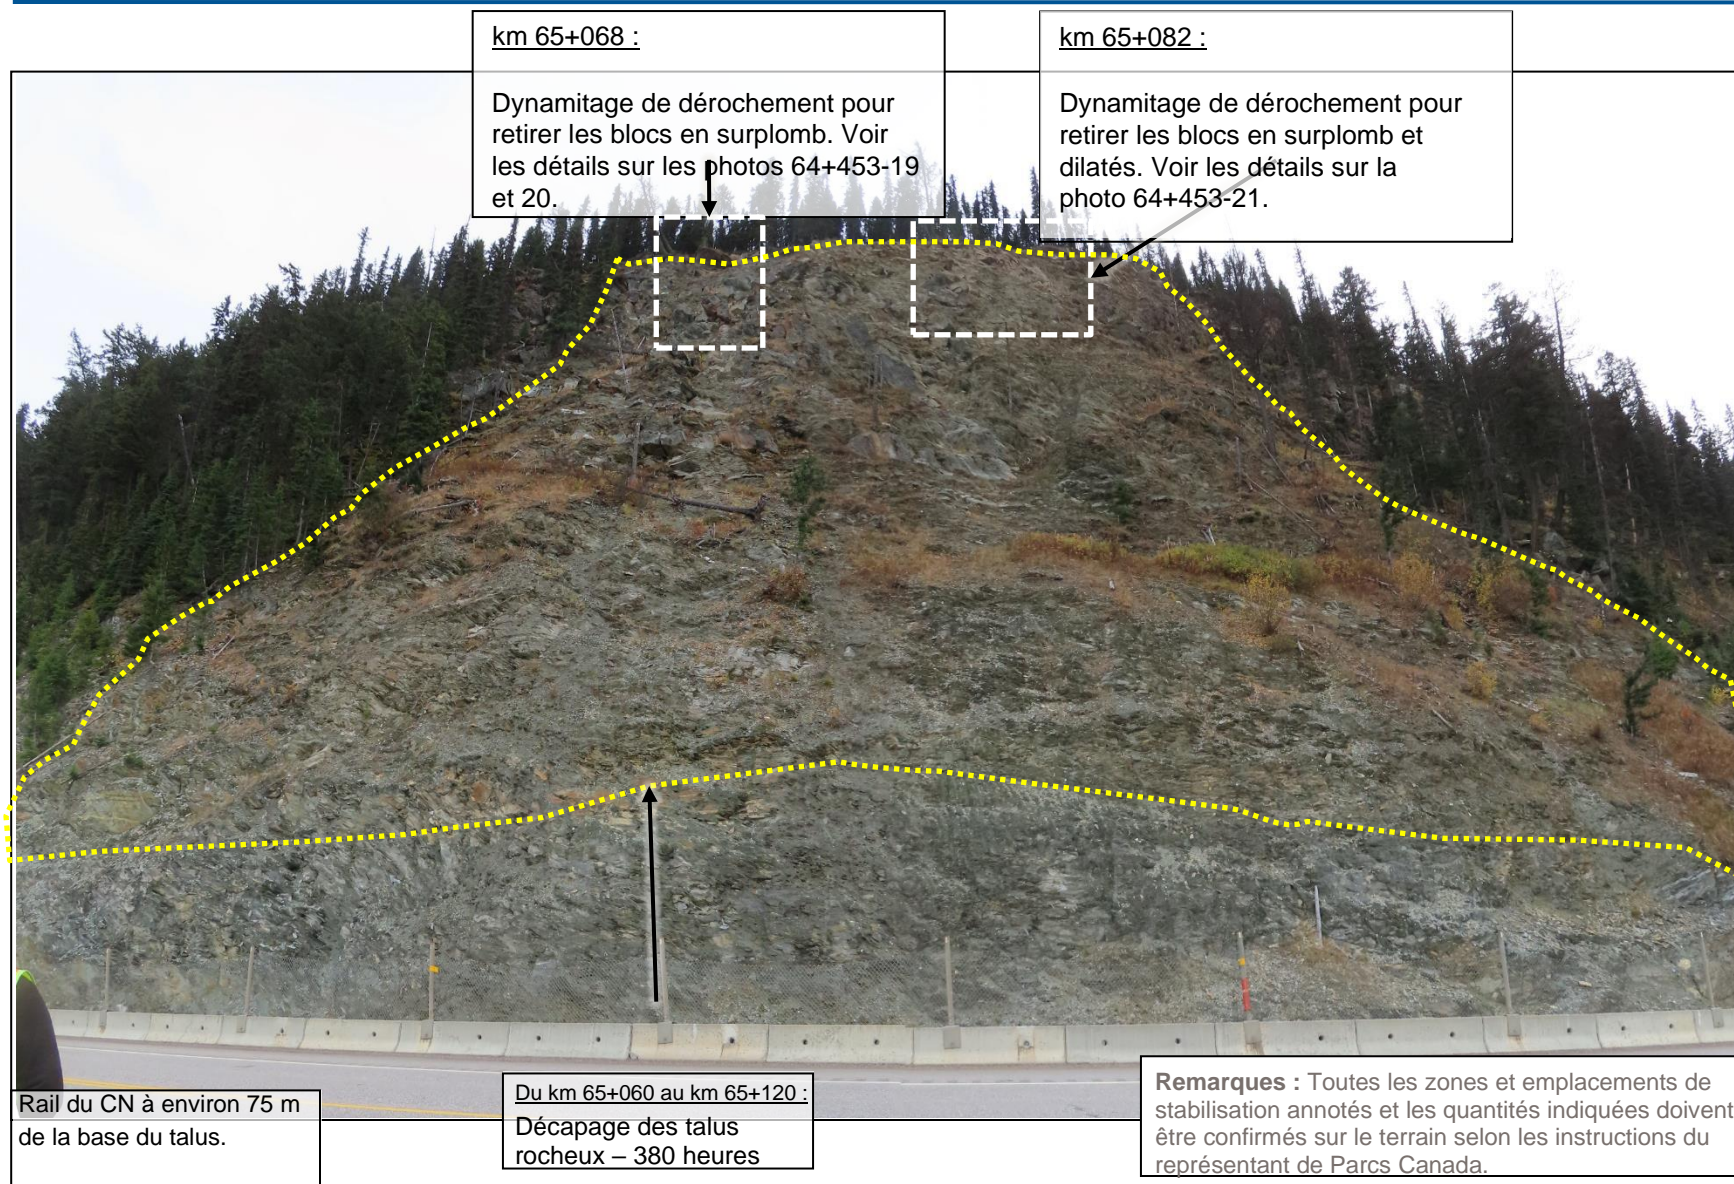 km 65+068 :
Dynamitage de dérochement pour
retirer les blocs en surplomb. Voir
les détails sur les photos 64+453-19
et 20.
km 65+082 :
Dynamitage de dérochement pour
retirer les blocs en surplomb et
dilatés. Voir les détails sur la
photo 64+453-21.
Rail du CN à environ 75 m
de la base du talus.
Du km 65+060 au km 65+120 :
Décapage des talus
rocheux – 380 heures
Remarques : Toutes les zones et emplacements de
stabilisation annotés et les quantités indiquées doivent
être confirmés sur le terrain selon les instructions du
représentant de Parcs Canada.